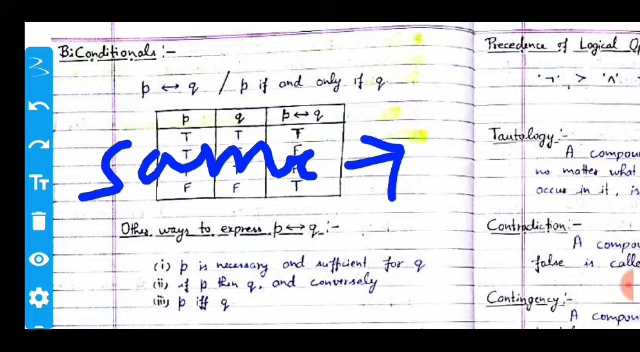 BiConditionals :-
p ↔ q / p if and only if q
p q p ↔ q
T T T
T F
F F T
same →
Other ways to express p ↔ q :-
(i) p is necessary and sufficient for q
(ii) if p then q, and conversely
(iii) p iff q
Precedence of Logical Op
'¬' > '∧'
Tautology :-
A compou
no matter what
occur in it, is
Contradiction :-
A compou
false is calle
Contingency :-
A compou